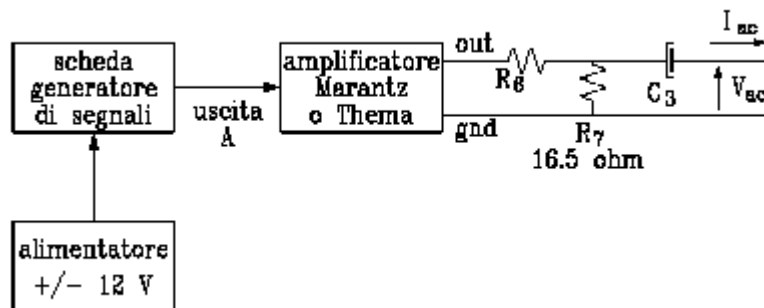 scheda
generatore
di segnali
uscita
A
amplificatore
Marantz
o Thema
out
gnd
R6
R7
16.5 ohm
C3
Iac
Vac
alimentatore
+/- 12 V